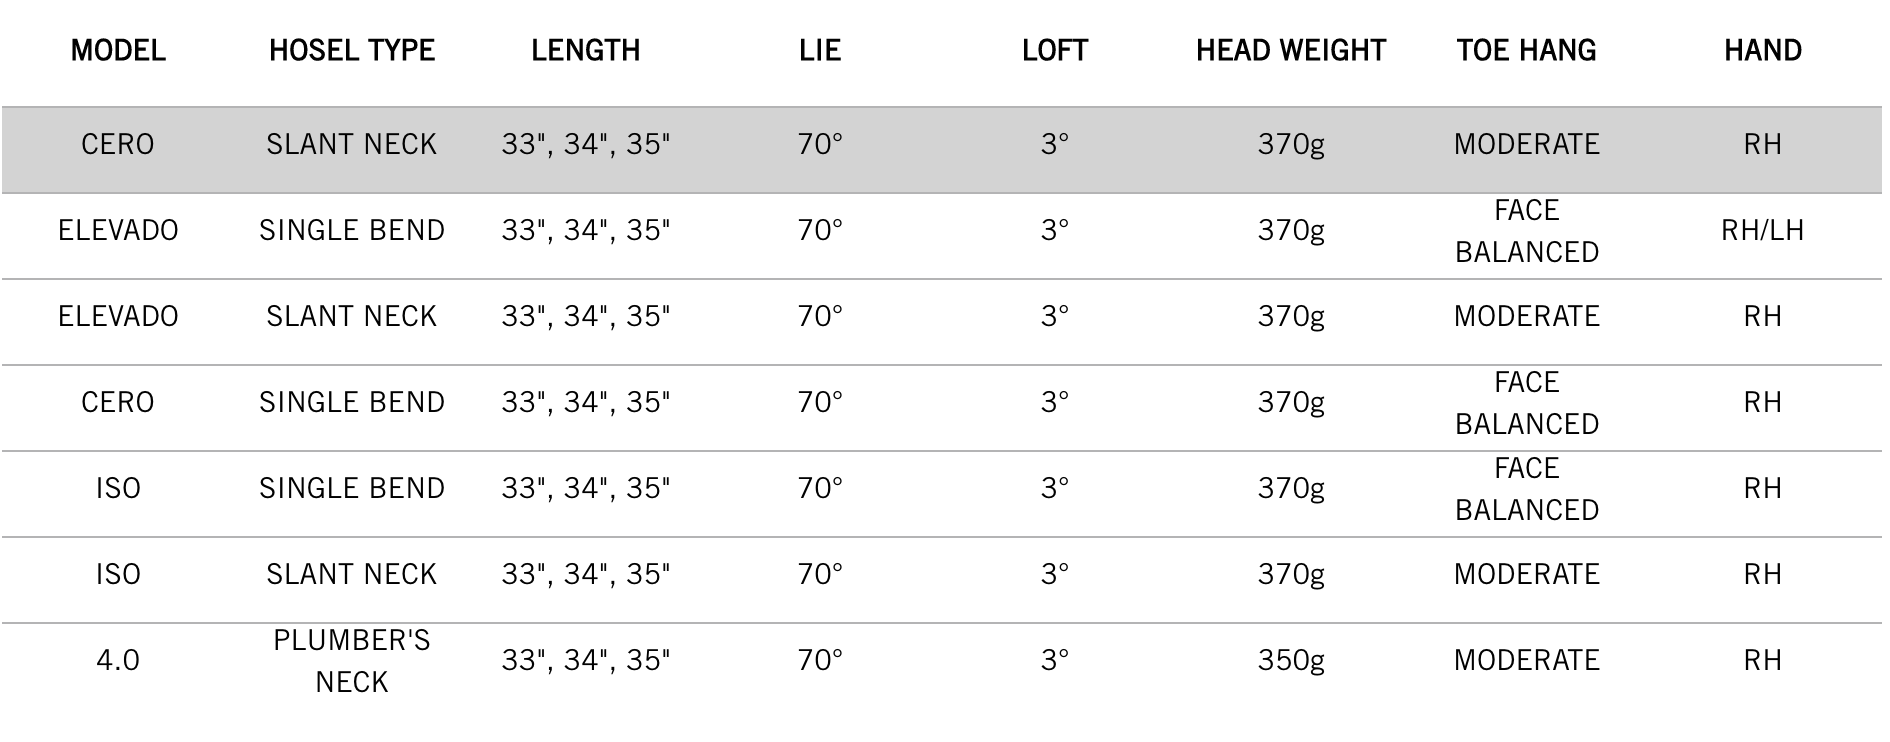 MODEL HOSEL TYPE LENGTH LIE LOFT HEAD WEIGHT TOE HANG HAND
CERO SLANT NECK 33", 34", 35" 70° 3° 370g MODERATE RH
ELEVADO SINGLE BEND 33", 34", 35" 70° 3° 370g FACE BALANCED RH/LH
ELEVADO SLANT NECK 33", 34", 35" 70° 3° 370g MODERATE RH
CERO SINGLE BEND 33", 34", 35" 70° 3° 370g FACE BALANCED RH
ISO SINGLE BEND 33", 34", 35" 70° 3° 370g FACE BALANCED RH
ISO SLANT NECK 33", 34", 35" 70° 3° 370g MODERATE RH
4.0 PLUMBER'S NECK 33", 34", 35" 70° 3° 350g MODERATE RH